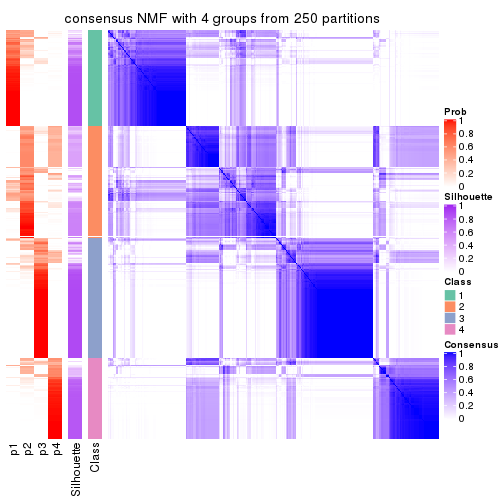 consensus NMF with 4 groups from 250 partitions
p1
p2
p3
p4
Silhouette
Class
Prob
1
0.8
0.6
0.4
0.2
0
Silhouette
1
0.8
0.6
0.4
0.2
0
Class
1
2
3
4
Consensus
1
0.8
0.6
0.4
0.2
0